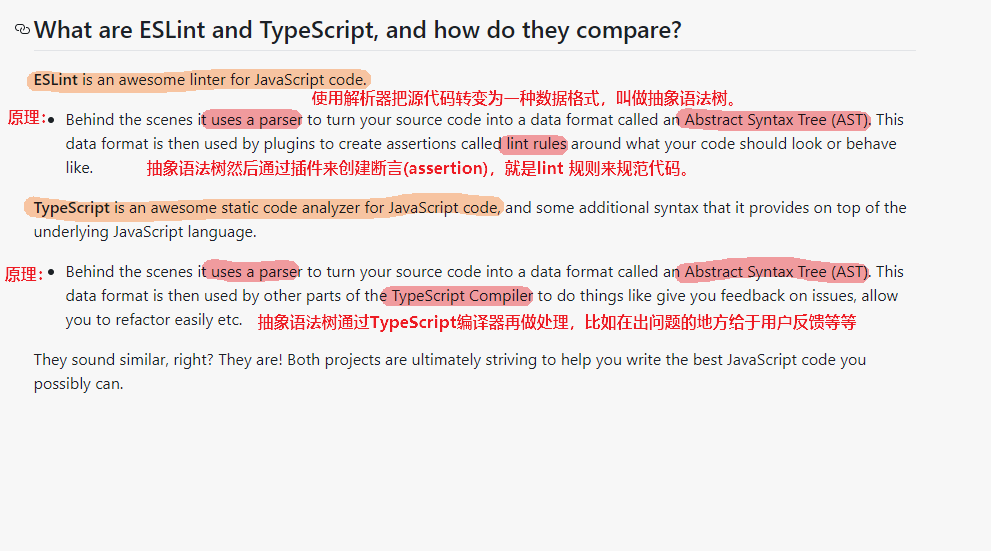 What are ESLint and TypeScript, and how do they compare?
ESLint is an awesome linter for JavaScript code.
使用解析器把源代码转变为一种数据格式，叫做抽象语法树。
原理：
Behind the scenes it uses a parser to turn your source code into a data format called an Abstract Syntax Tree (AST). This
data format is then used by plugins to create assertions called lint rules around what your code should look or behave
like.
抽象语法树然后通过插件来创建断言(assertion)，就是lint 规则来规范代码。
TypeScript is an awesome static code analyzer for JavaScript code, and some additional syntax that it provides on top of the
underlying JavaScript language.
原理：
Behind the scenes it uses a parser to turn your source code into a data format called an Abstract Syntax Tree (AST). This
data format is then used by other parts of the TypeScript Compiler to do things like give you feedback on issues, allow
you to refactor easily etc.
抽象语法树通过TypeScript编译器再做处理，比如在出问题的地方给于用户反馈等等
They sound similar, right? They are! Both projects are ultimately striving to help you write the best JavaScript code you
possibly can.